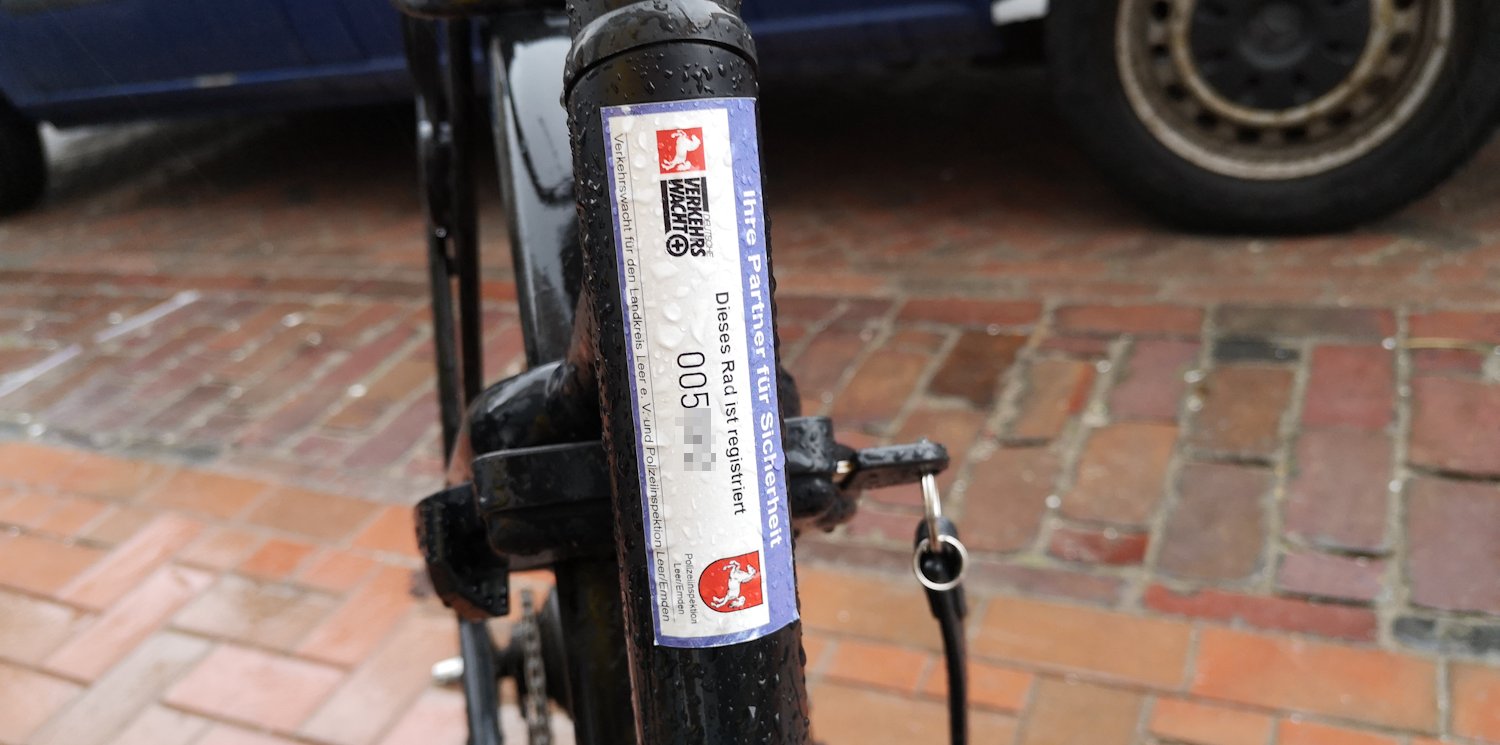 Ihre Partner für Sicherheit
DEUTSCHE
VERKEHRS
WACHT
Dieses Rad ist registriert
005
Polizeiinspektion
Leer/Emden
Verkehrswacht für den Landkreis Leer e. V. und Polizeiinspektion Leer/Emden